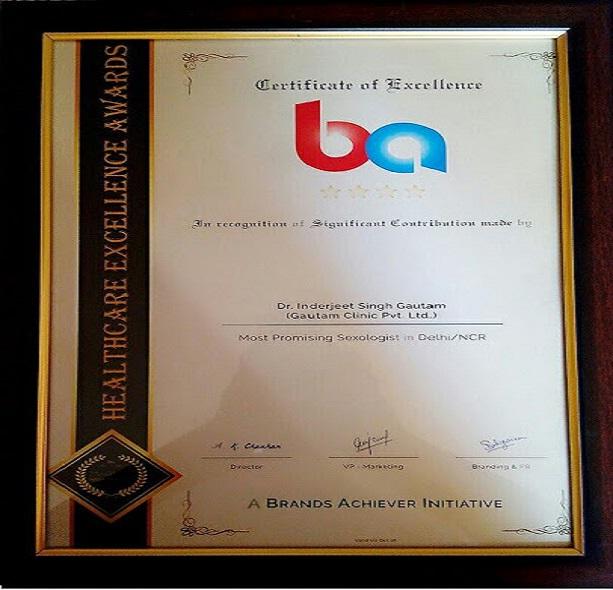 HEALTHCARE EXCELLENCE AWARDS
Certificate of Excellence
ba
In recognition of Significant Contribution made by
Dr. Inderjeet Singh Gautam
(Gautam Clinic Pvt. Ltd.)
Most Promising Sexologist in Delhi/NCR
Director
VP - Marketing
Branding & PR
A BRANDS ACHIEVER INITIATIVE